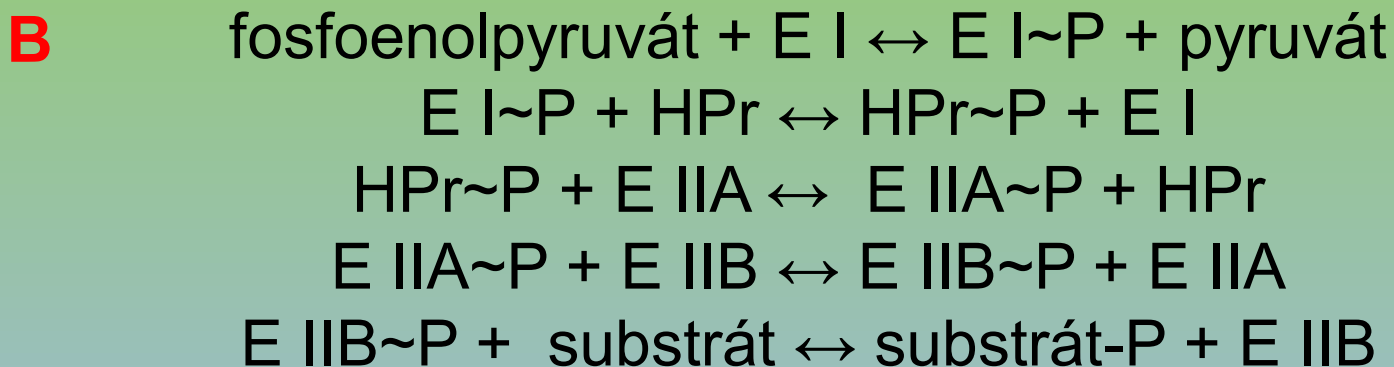 B fosfoenolpyruvát + E I ↔ E I~P + pyruvát
E I~P + HPr ↔ HPr~P + E I
HPr~P + E IIA ↔ E IIA~P + HPr
E IIA~P + E IIB ↔ E IIB~P + E IIA
E IIB~P + substrát ↔ substrát-P + E IIB